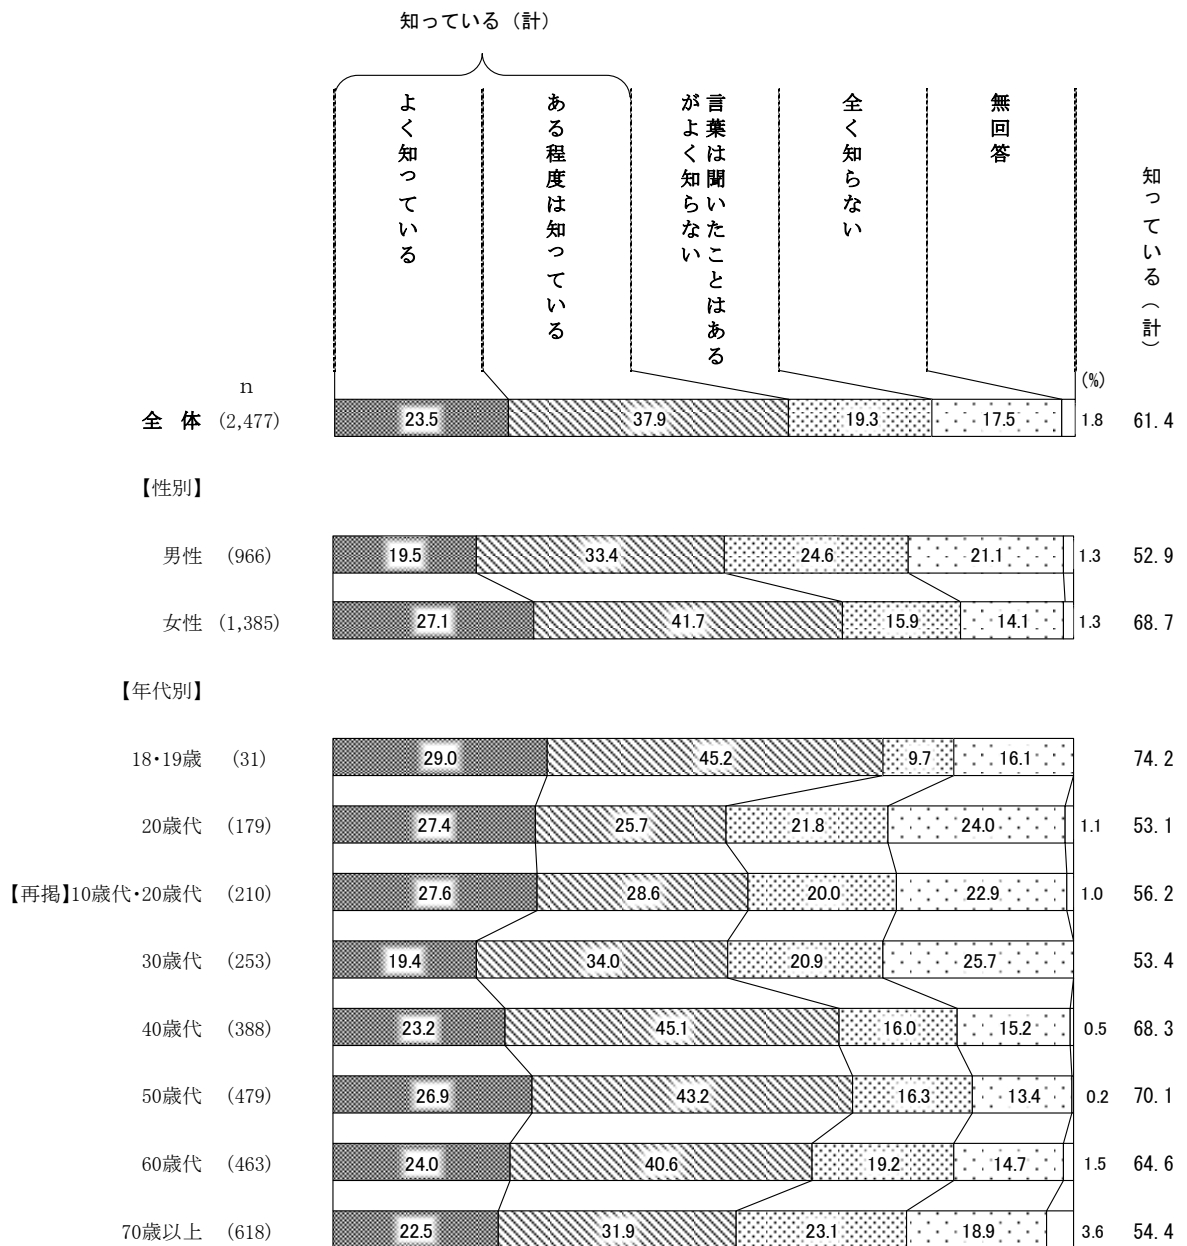 知っている（計）
よく知っている
ある程度は知っている
言葉は聞いたことはある
がよく知らない
全く知らない
無回答
知っている（計）
n
(%)
全　体 (2,477) 23.5 37.9 19.3 17.5 1.8 61.4
【性別】
男性 (966) 19.5 33.4 24.6 21.1 1.3 52.9
女性 (1,385) 27.1 41.7 15.9 14.1 1.3 68.7
【年代別】
18・19歳 (31) 29.0 45.2 9.7 16.1 74.2
20歳代 (179) 27.4 25.7 21.8 24.0 1.1 53.1
【再掲】10歳代・20歳代 (210) 27.6 28.6 20.0 22.9 1.0 56.2
30歳代 (253) 19.4 34.0 20.9 25.7 53.4
40歳代 (388) 23.2 45.1 16.0 15.2 0.5 68.3
50歳代 (479) 26.9 43.2 16.3 13.4 0.2 70.1
60歳代 (463) 24.0 40.6 19.2 14.7 1.5 64.6
70歳以上 (618) 22.5 31.9 23.1 18.9 3.6 54.4